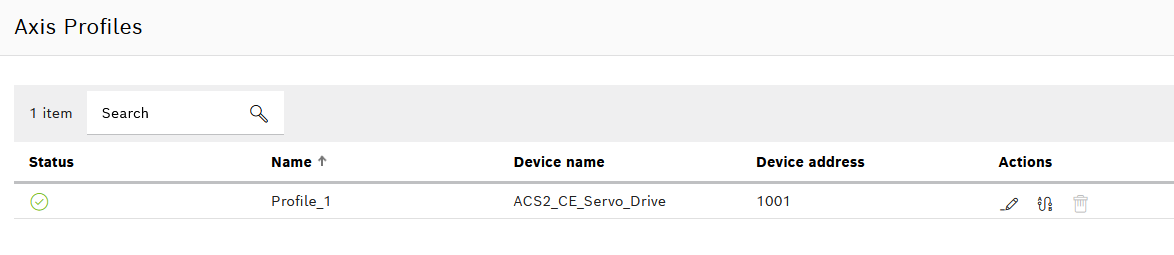 Axis Profiles
1 item Search
Status Name Device name Device address Actions
Profile_1 ACS2_CE_Servo_Drive 1001